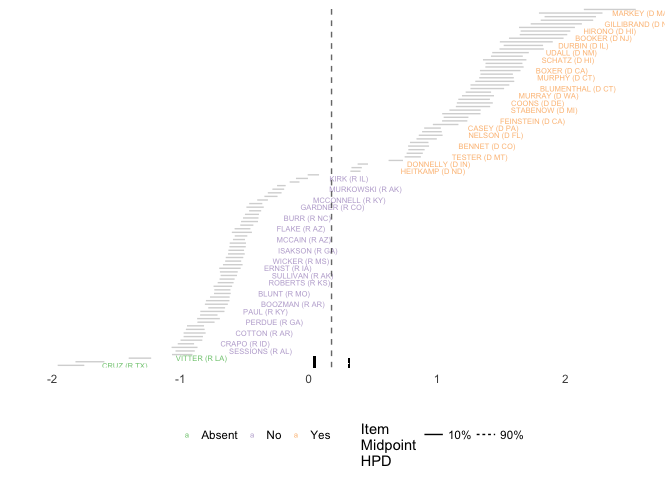 MARKEY (D MA
GILLIBRAND (D N
HIRONO (D HI)
BOOKER (D NJ)
DURBIN (D IL)
UDALL (D NM)
SCHATZ (D HI)
BOXER (D CA)
MURPHY (D CT)
BLUMENTHAL (D CT)
MURRAY (D WA)
COONS (D DE)
STABENOW (D MI)
FEINSTEIN (D CA)
CASEY (D PA)
NELSON (D FL)
BENNET (D CO)
TESTER (D MT)
DONNELLY (D IN)
HEITKAMP (D ND)
KIRK (R IL)
MURKOWSKI (R AK)
MCCONNELL (R KY)
GARDNER (R CO)
BURR (R NC)
FLAKE (R AZ)
MCCAIN (R AZ)
ISAKSON (R GA)
WICKER (R MS)
ERNST (R IA)
SULLIVAN (R AK)
ROBERTS (R KS)
BLUNT (R MO)
BOOZMAN (R AR)
PAUL (R KY)
PERDUE (R GA)
COTTON (R AR)
CRAPO (R ID)
SESSIONS (R AL)
VITTER (R LA)
CRUZ (R TX)
-2 -1 0 1 2
Absent No Yes
Item
Midpoint
HPD
10% 90%